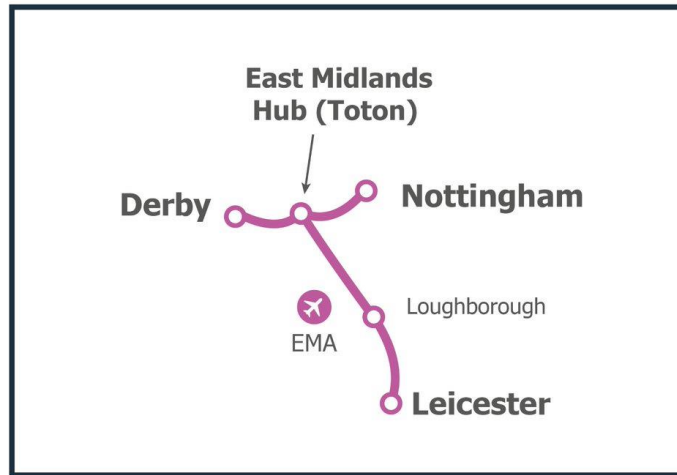 East Midlands
Hub (Toton)
Derby
Nottingham
Loughborough
EMA
Leicester